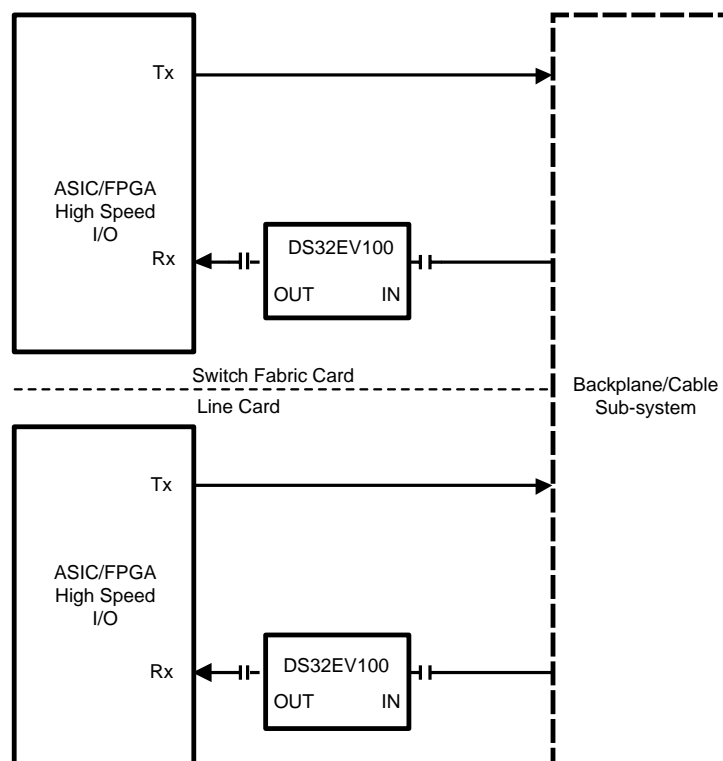 Tx
ASIC/FPGA
High Speed
I/O
Rx
DS32EV100
OUT IN
Switch Fabric Card
Line Card
Backplane/Cable
Sub-system
Tx
ASIC/FPGA
High Speed
I/O
Rx
DS32EV100
OUT IN